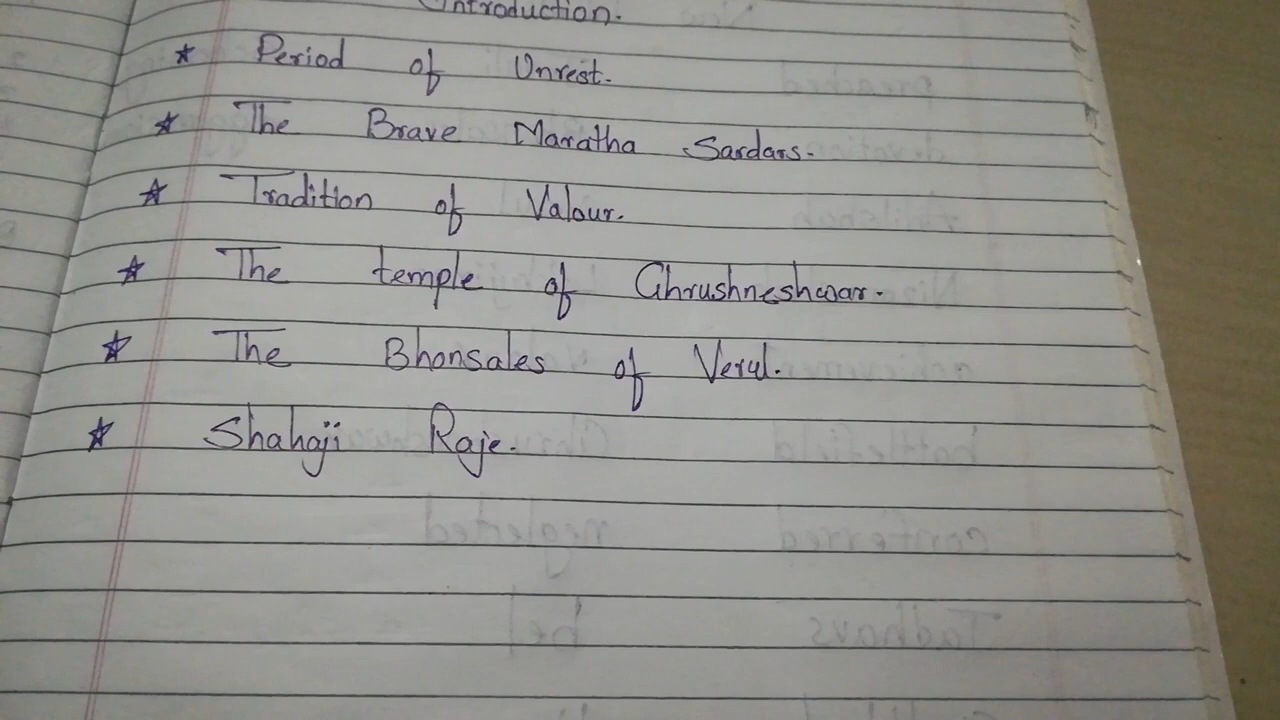 Introduction.
★ Period of Unrest.
★ The Brave Maratha Sardars.
★ Tradition of Valour.
★ The temple of Ghrushneshwar.
★ The Bhonsales of Verul.
★ Shahaji Raje.